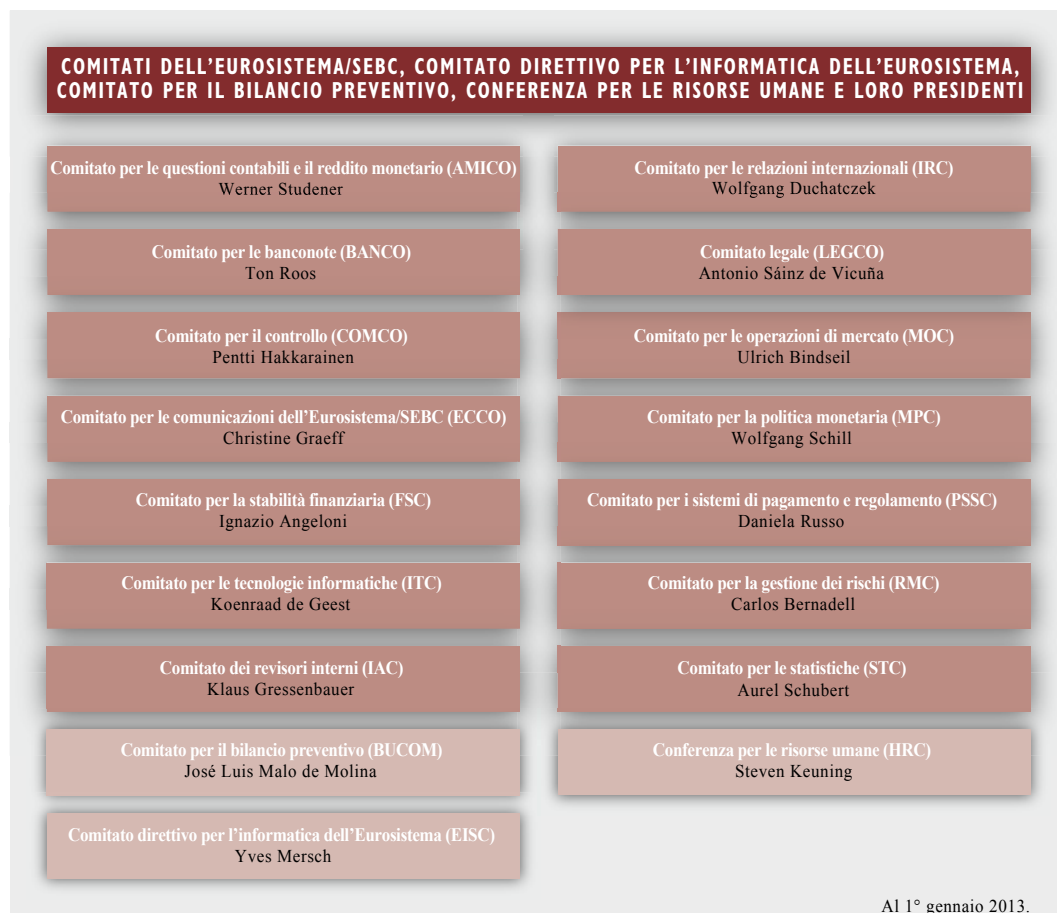 COMITATI DELL'EUROSISTEMA/SEBC, COMITATO DIRETTIVO PER L'INFORMATICA DELL'EUROSISTEMA,
COMITATO PER IL BILANCIO PREVENTIVO, CONFERENZA PER LE RISORSE UMANE E LORO PRESIDENTI
Comitato per le questioni contabili e il reddito monetario (AMICO)
Werner Studener
Comitato per le banconote (BANCO)
Ton Roos
Comitato per il controllo (COMCO)
Pentti Hakkarainen
Comitato per le comunicazioni dell'Eurosistema/SEBC (ECCO)
Christine Graeff
Comitato per la stabilità finanziaria (FSC)
Ignazio Angeloni
Comitato per le tecnologie informatiche (ITC)
Koenraad de Geest
Comitato dei revisori interni (IAC)
Klaus Gressenbauer
Comitato per il bilancio preventivo (BUCOM)
José Luis Malo de Molina
Comitato direttivo per l'informatica dell'Eurosistema (EISC)
Yves Mersch
Comitato per le relazioni internazionali (IRC)
Wolfgang Duchatczek
Comitato legale (LEGCO)
Antonio Sáinz de Vicuña
Comitato per le operazioni di mercato (MOC)
Ulrich Bindseil
Comitato per la politica monetaria (MPC)
Wolfgang Schill
Comitato per i sistemi di pagamento e regolamento (PSSC)
Daniela Russo
Comitato per la gestione dei rischi (RMC)
Carlos Bernadell
Comitato per le statistiche (STC)
Aurel Schubert
Conferenza per le risorse umane (HRC)
Steven Keuning
Al 1° gennaio 2013.